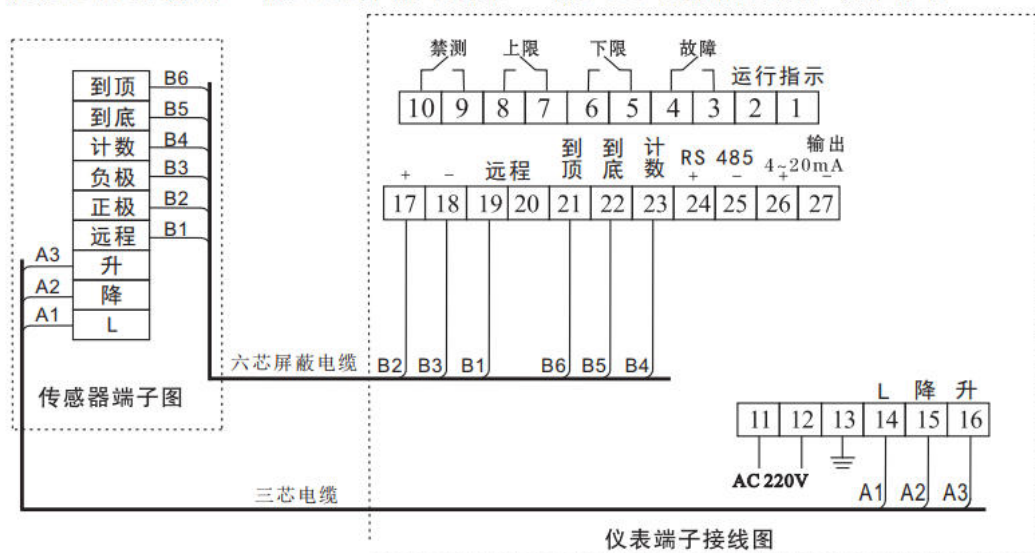 禁测 上限 下限 故障
运行指示
10 9 8 7 6 5 4 3 2 1
到顶 B6
到底 B5
计数 B4
负极 B3
正极 B2
远程 B1
A3 升
A2 降
A1 L
传感器端子图
+ − 远程 到顶 到底 计数 RS 485 + − 输出 4~20mA + −
17 18 19 20 21 22 23 24 25 26 27
六芯屏蔽电缆 B2 B3 B1 B6 B5 B4
L 降 升
11 12 13 14 15 16
AC 220V
A1 A2 A3
三芯电缆
仪表端子接线图